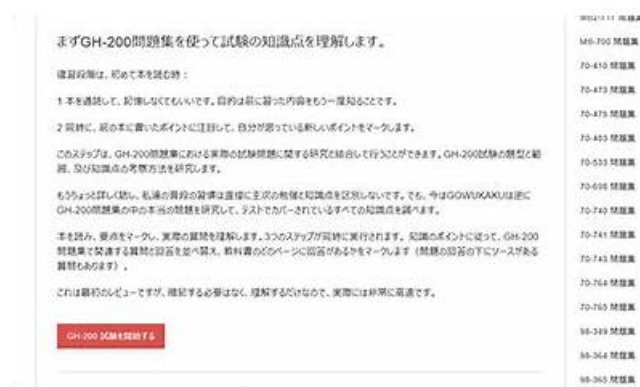 まずGH-200問題集を使って試験の知識点を理解します。
復習段階は、初めて本を読む時：
1 本を通読して、記憶しなくてもいいです。目的は前に習った内容をもう一度知ることです。
2 同時に、紙の本に書いたポイントに注目して、自分が思っている新しいポイントをマークします。
このステップは、GH-200問題集における実際の試験問題に関する研究と結合して行うことができます。GH-200試験の題型と範
囲、及び知識点の考察方法を研究します。
もうちょっと詳しく話し、私達の普段の習慣は直接に主次の勉強と知識点を区別しないです。でも、今はGOWUKAKUは逆に
GH-200問題集の中の本当の問題を研究して、テストでカバーされているすべての知識点を調べます。
本を読み、要点をマークし、実際の質問を理解します。3つのステップが同時に実行されます。知識のポイントに従って、GH-200
問題集で関連する質問と回答を並べ替え、教科書のどのページに回答があるかをマークします（問題の回答の下にソースがある
質問もあります）。
これは最初のレビューですが、暗記する必要はなく、理解するだけなので、実際には非常に高速です。
GH-200 試験を開始する
MS-700 問題集
70-410 問題集
70-473 問題集
70-475 問題集
70-483 問題集
70-533 問題集
70-698 問題集
70-740 問題集
70-741 問題集
70-743 問題集
70-764 問題集
70-765 問題集
98-349 問題集
98-364 問題集
98-365 問題集